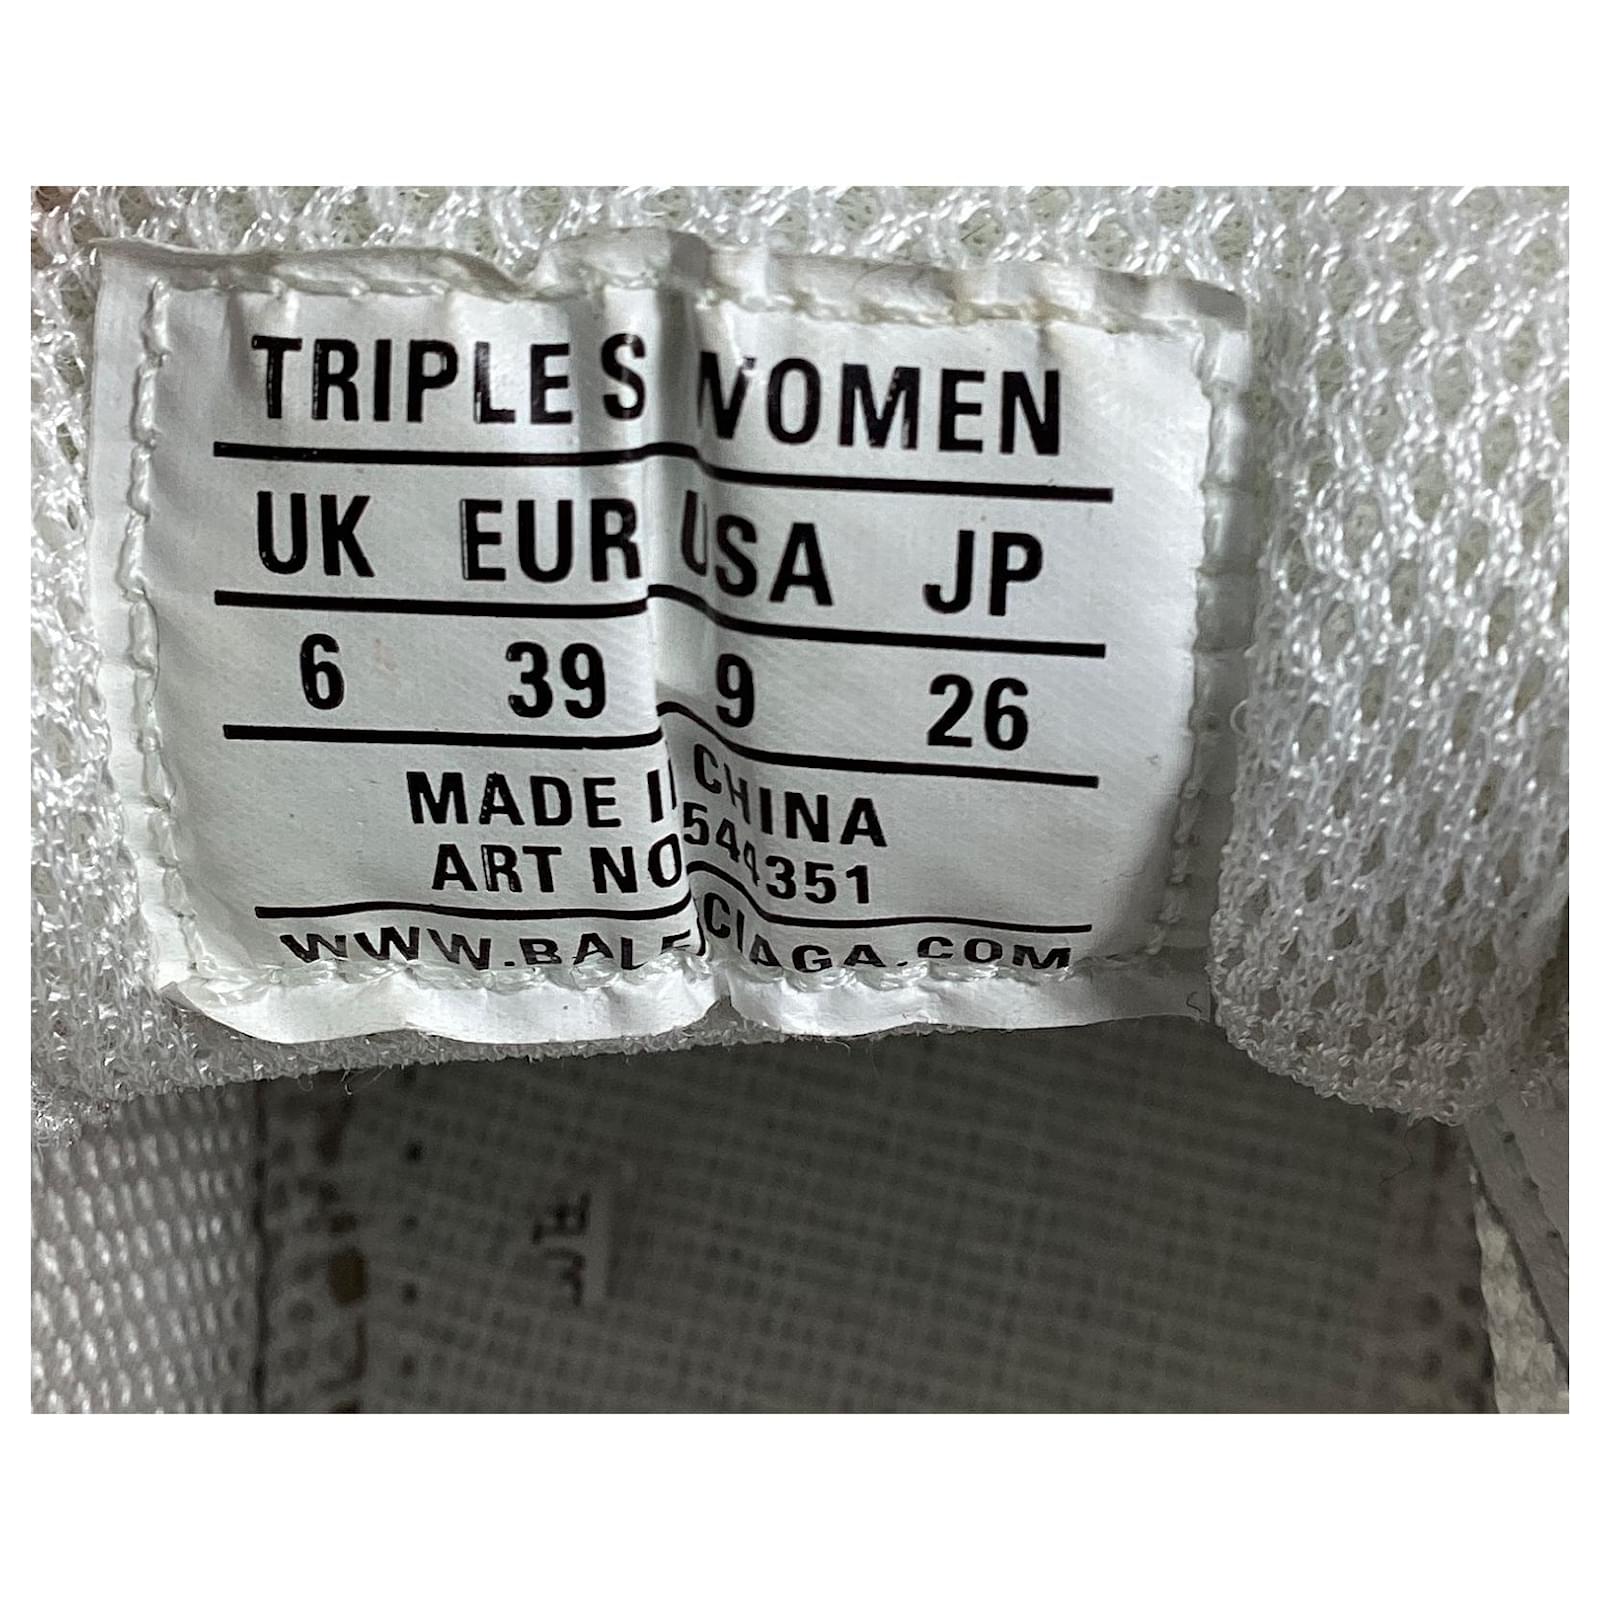 TRIPLE S WOMEN
UK EUR USA JP
6 39 9 26
MADE IN CHINA
ART NO 544351
WWW.BALENCIAGA.COM